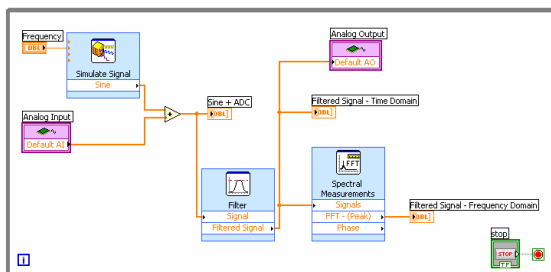 Frequency
DBL
Simulate Signal
Sine
Analog Input
Default AI
Sine + ADC
DBL
Analog Output
Default AO
Filtered Signal - Time Domain
DBL
Filter
Signal
Filtered Signal
FFT
Spectral
Measurements
Signals
FFT - (Peak)
Phase
Filtered Signal - Frequency Domain
DBL
stop
STOP
TF
i